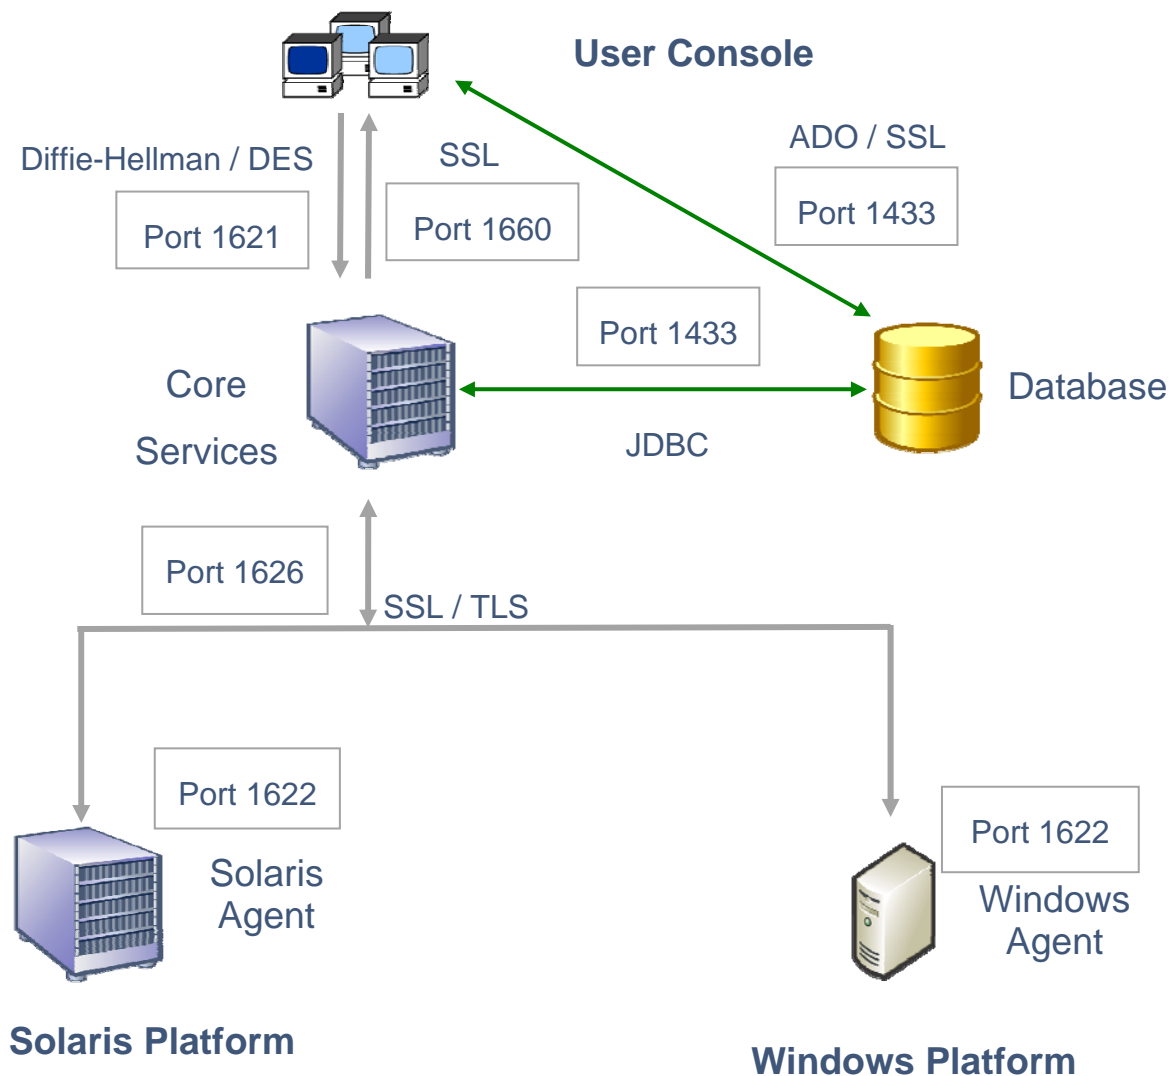 User Console
Diffie-Hellman / DES
SSL
ADO / SSL
Port 1621
Port 1660
Port 1433
Port 1433
Core
Services
Database
JDBC
Port 1626
SSL / TLS
Port 1622
Port 1622
Solaris
Agent
Windows
Agent
Solaris Platform
Windows Platform